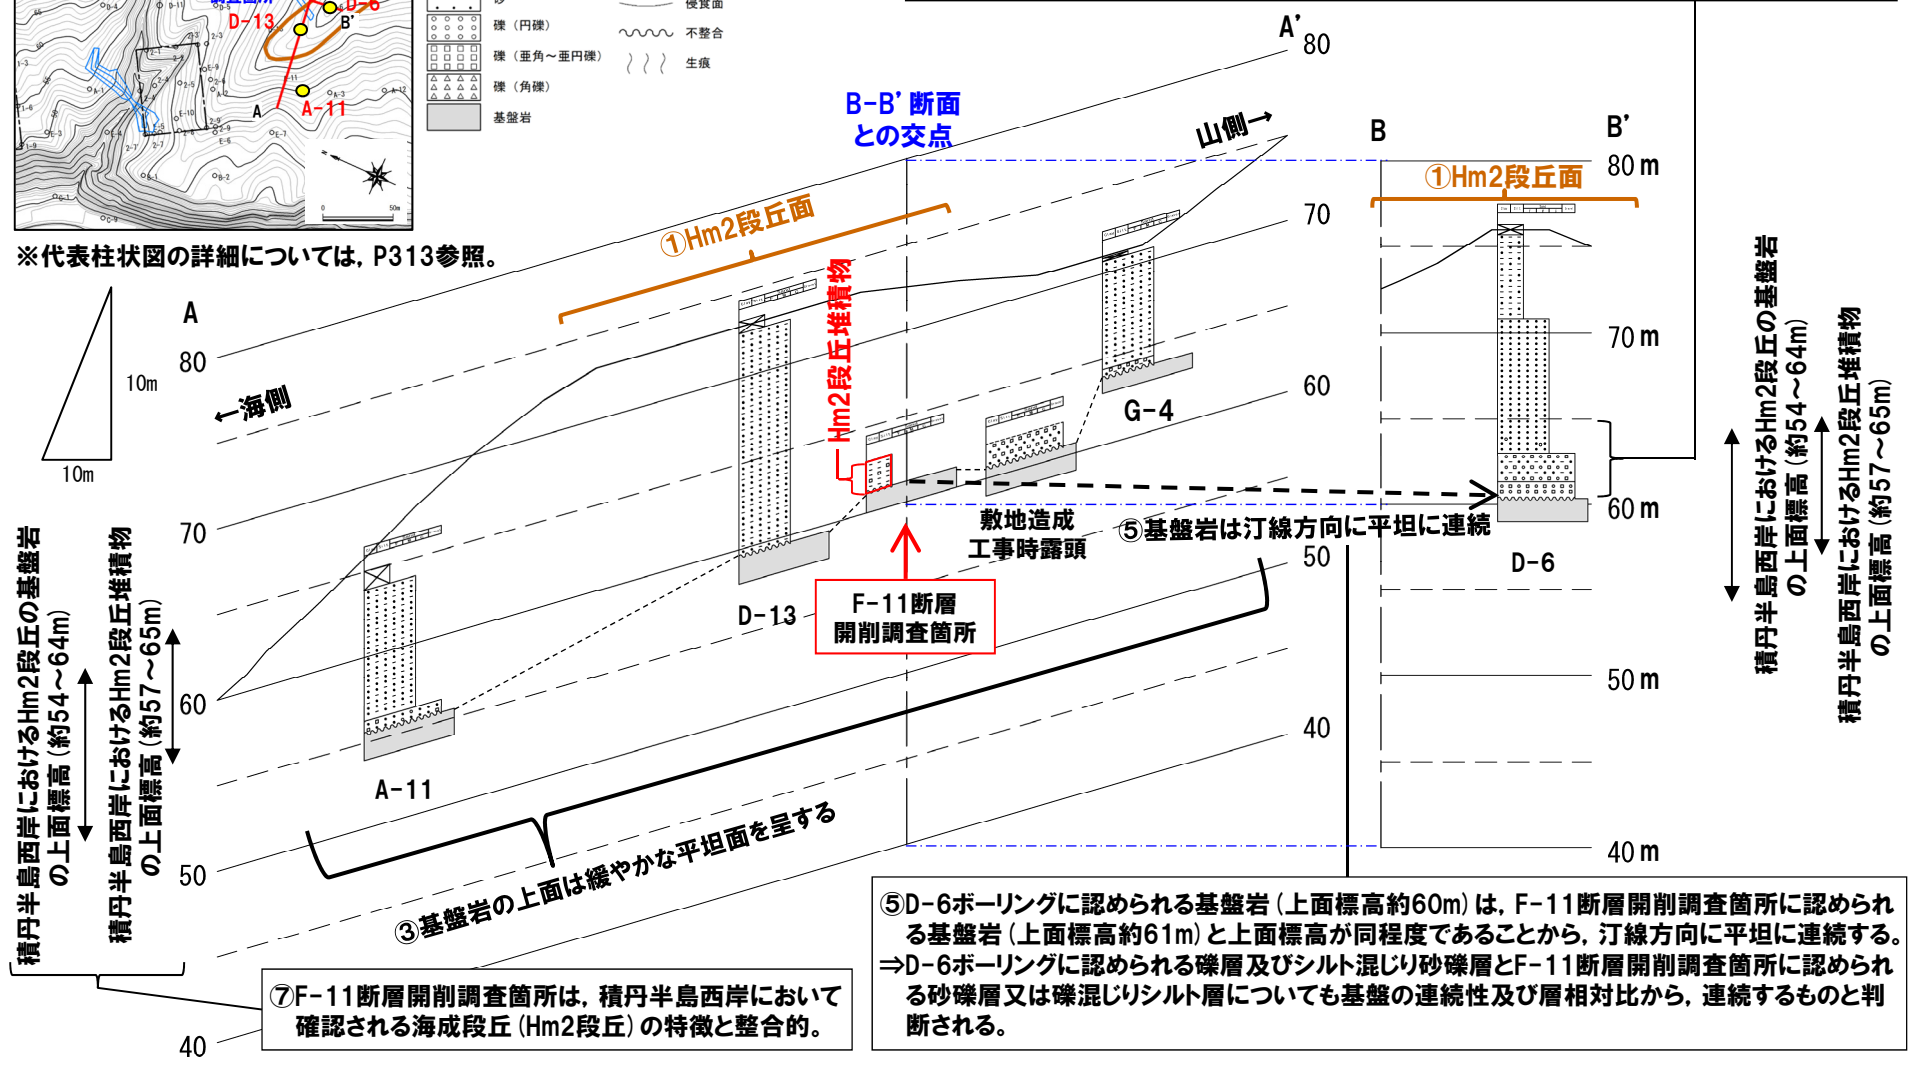 D-13
D-6
B'
A
A-11
礫（円礫）
礫（亜角～亜円礫）
礫（角礫）
基盤岩
侵食面
不整合
生痕
0 50m
※代表柱状図の詳細については，P313参照。
A'
80
70
60
50
40
B-B'断面
との交点
山側→
①Hm2段丘面
Hm2段丘堆積物
A
80
70
60
50
40
10m
10m
←海側
A-11
D-13
G-4
敷地造成
工事時露頭
F-11断層
開削調査箇所
③基盤岩の上面は緩やかな平坦面を呈する
⑤基盤岩は汀線方向に平坦に連続
B
B'
①Hm2段丘面
80m
70m
60m
50m
40m
D-6
積丹半島西岸におけるHm2段丘の基盤岩
の上面標高（約54～64m）
積丹半島西岸におけるHm2段丘堆積物
の上面標高（約57～65m）
積丹半島西岸におけるHm2段丘の基盤岩
の上面標高（約54～64m）
積丹半島西岸におけるHm2段丘堆積物
の上面標高（約57～65m）
⑦F-11断層開削調査箇所は，積丹半島西岸において
確認される海成段丘（Hm2段丘）の特徴と整合的。
⑤D-6ボーリングに認められる基盤岩（上面標高約60m）は，F-11断層開削調査箇所に認められ
る基盤岩（上面標高約61m）と上面標高が同程度であることから，汀線方向に平坦に連続する。
⇒D-6ボーリングに認められる礫層及びシルト混じり砂礫層とF-11断層開削調査箇所に認められ
る砂礫層又は礫混じりシルト層についても基盤の連続性及び層相対比から，連続するものと判
断される。